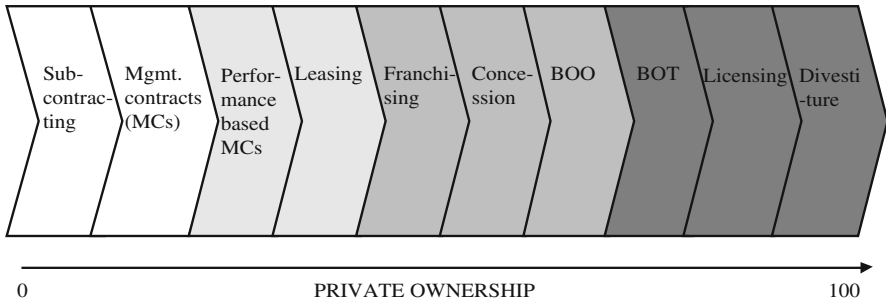 Sub-
contrac-
ting
Mgmt.
contracts
(MCs)
Perfor-
mance
based
MCs
Leasing
Franchi-
sing
Conce-
ssion
BOO
BOT
Licensing
Divesti
-ture
0
PRIVATE OWNERSHIP
100